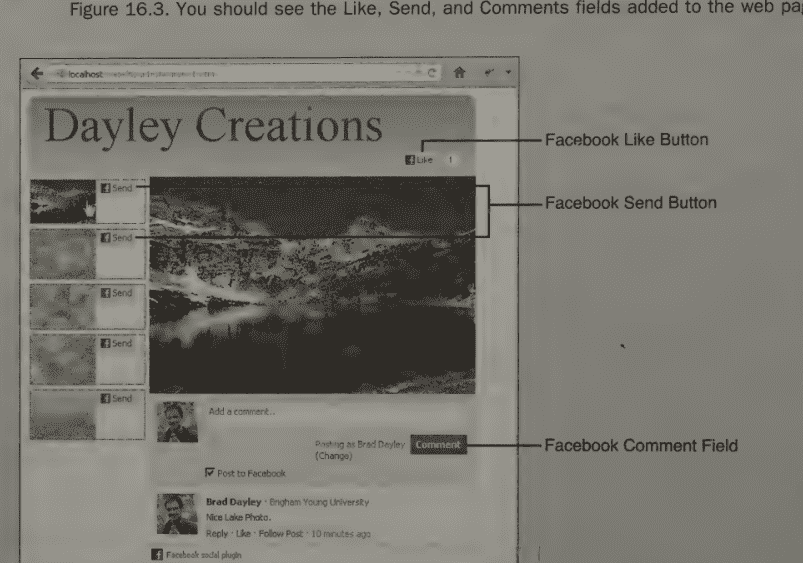 Figure 16.3. You should see the Like, Send, and Comments fields added to the web pa
localhost
Dayley Creations
Facebook Like Button
Like 1
Send
Facebook Send Button
Send
Send
Send
Send
Add a comment...
Posting as Brad Dayley
Comment
Facebook Comment Field
(Change)
Post to Facebook
Brad Dayley · Brigham Young University
Nice Lake Photo.
Reply · Like · Follow Post · 10 minutes ago
Facebook social plugin